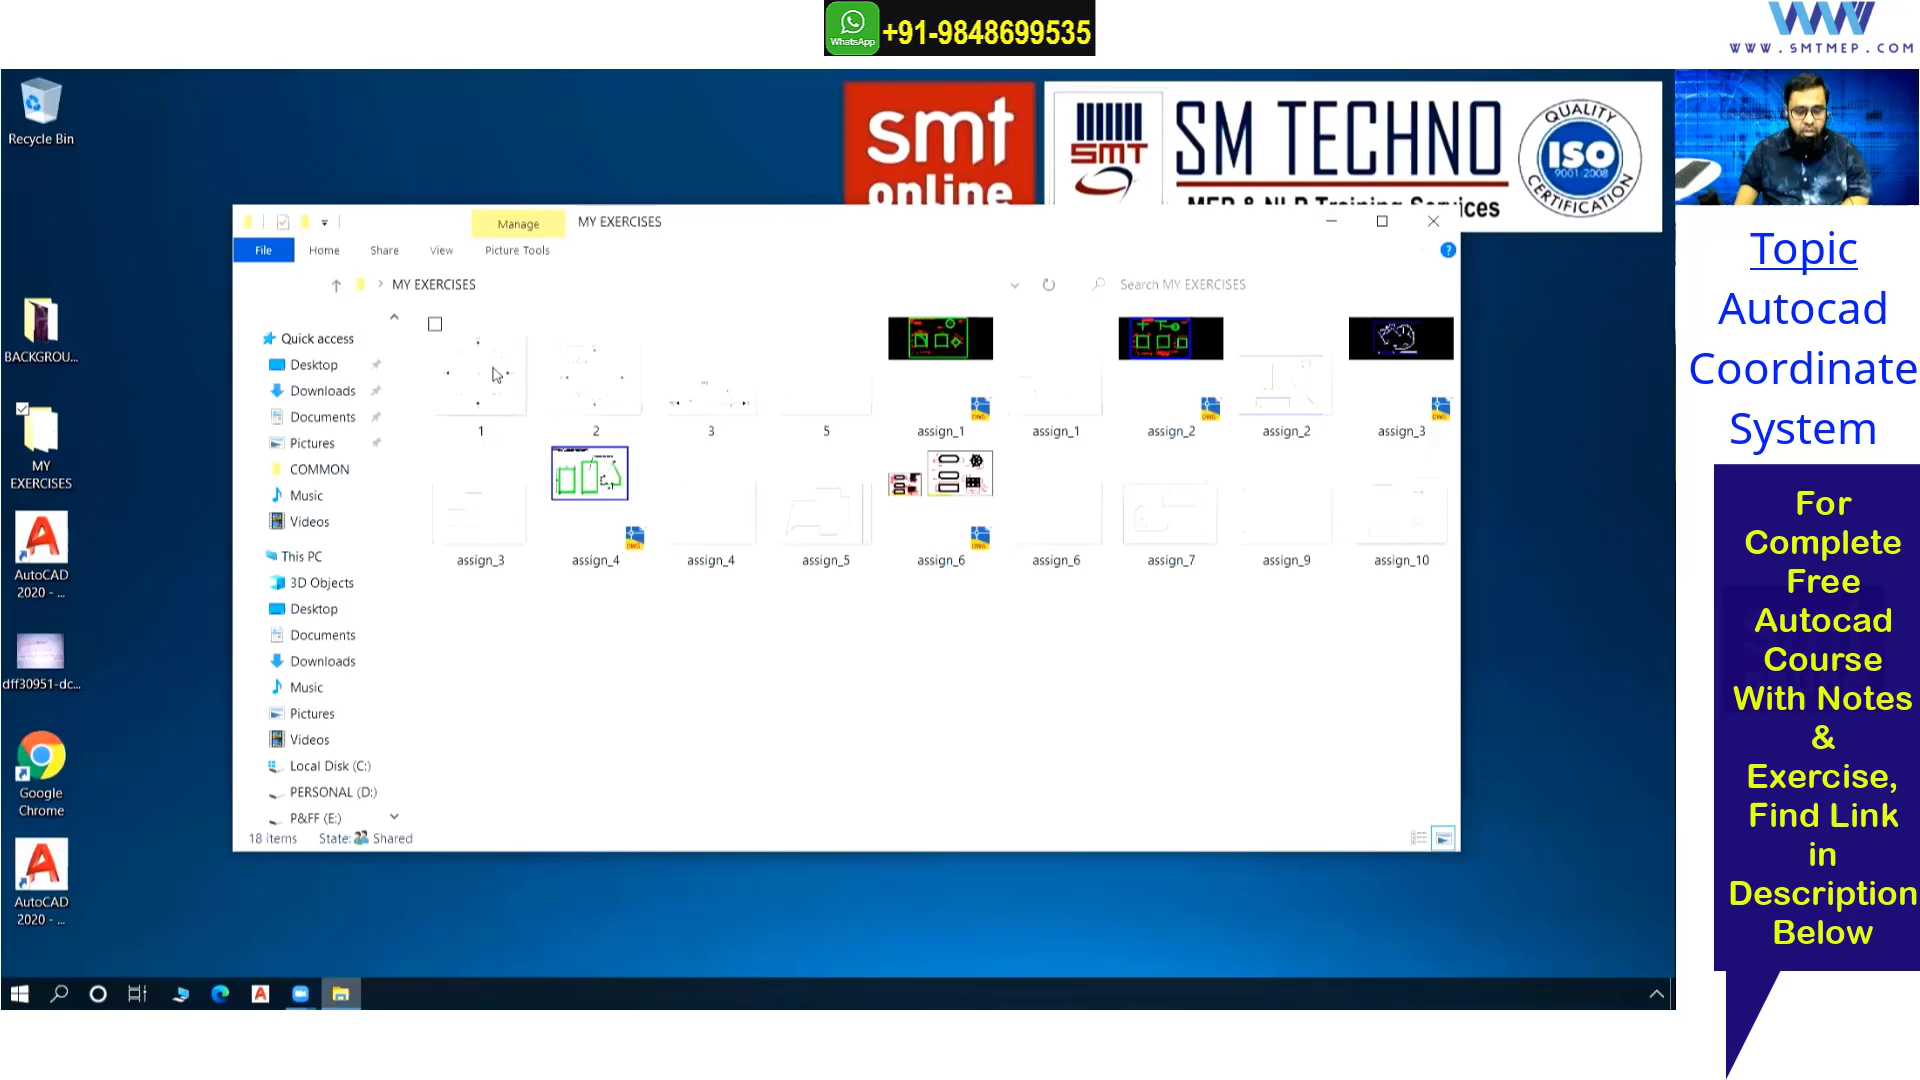 WhatsApp +91-9848699535
WWW.SMTMEP.COM
Recycle Bin
smt
online
SMT
SM TECHNO
MEP & NLP Training Services
QUALITY
ISO
9001-2008
CERTIFICATION
Manage
MY EXERCISES
File
Home
Share
View
Picture Tools
MY EXERCISES
Search MY EXERCISES
Quick access
Desktop
Downloads
Documents
Pictures
COMMON
Music
Videos
This PC
3D Objects
Desktop
Documents
Downloads
Music
Pictures
Videos
Local Disk (C:)
PERSONAL (D:)
P&FF (E:)
1
2
3
5
assign_1
assign_1
assign_2
assign_2
assign_3
assign_3
assign_4
assign_4
assign_5
assign_6
assign_6
assign_7
assign_9
assign_10
18 items
State:
Shared
BACKGROU...
MY
EXERCISES
AutoCAD
2020 - ...
dff30951-dc...
Google
Chrome
AutoCAD
2020 - ...
Topic
Autocad
Coordinate
System
For
Complete
Free
Autocad
Course
With Notes
&
Exercise,
Find Link
in
Description
Below